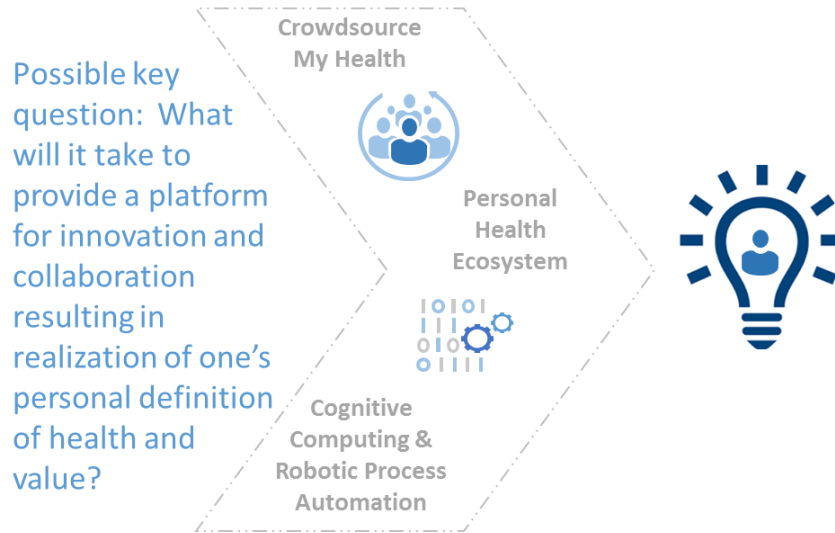 Possible key
question:  What
will it take to
provide a platform
for innovation and
collaboration
resulting in
realization of one’s
personal definition
of health and
value?
Crowdsource
My Health
Personal
Health
Ecosystem
Cognitive
Computing &
Robotic Process
Automation